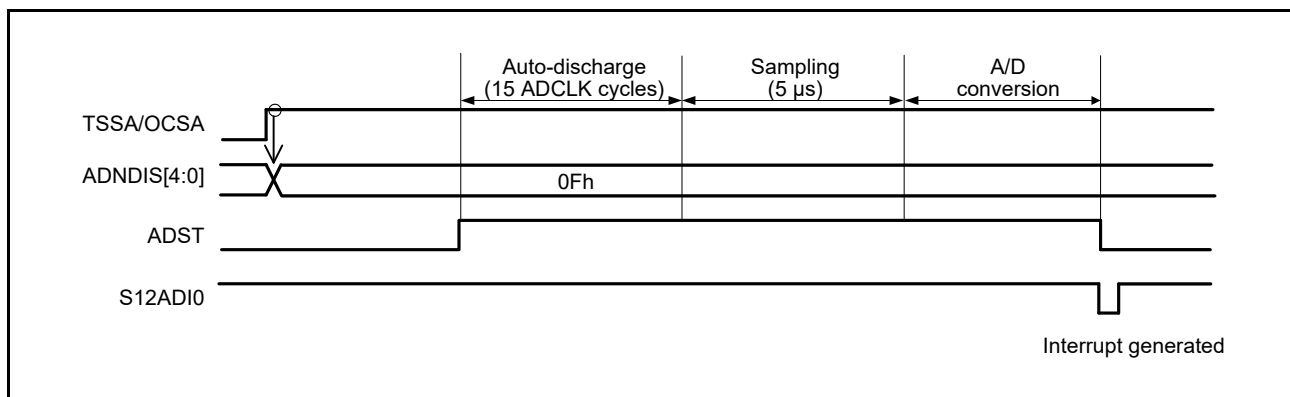 Auto-discharge
(15 ADCLK cycles)
Sampling
(5 µs)
A/D
conversion
TSSA/OCSA
ADNDIS[4:0]
0Fh
ADST
S12ADI0
Interrupt generated